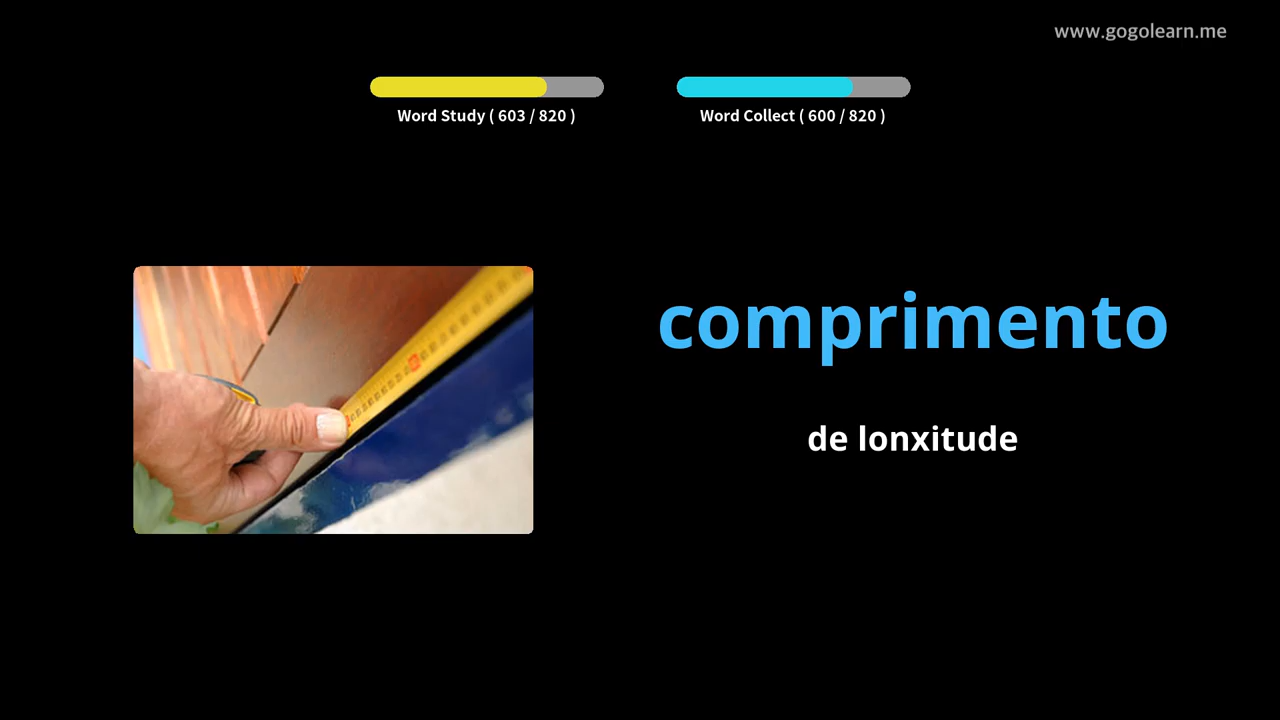 www.gogolearn.me
Word Study ( 603 / 820 )
Word Collect ( 600 / 820 )
comprimento
de lonxitude